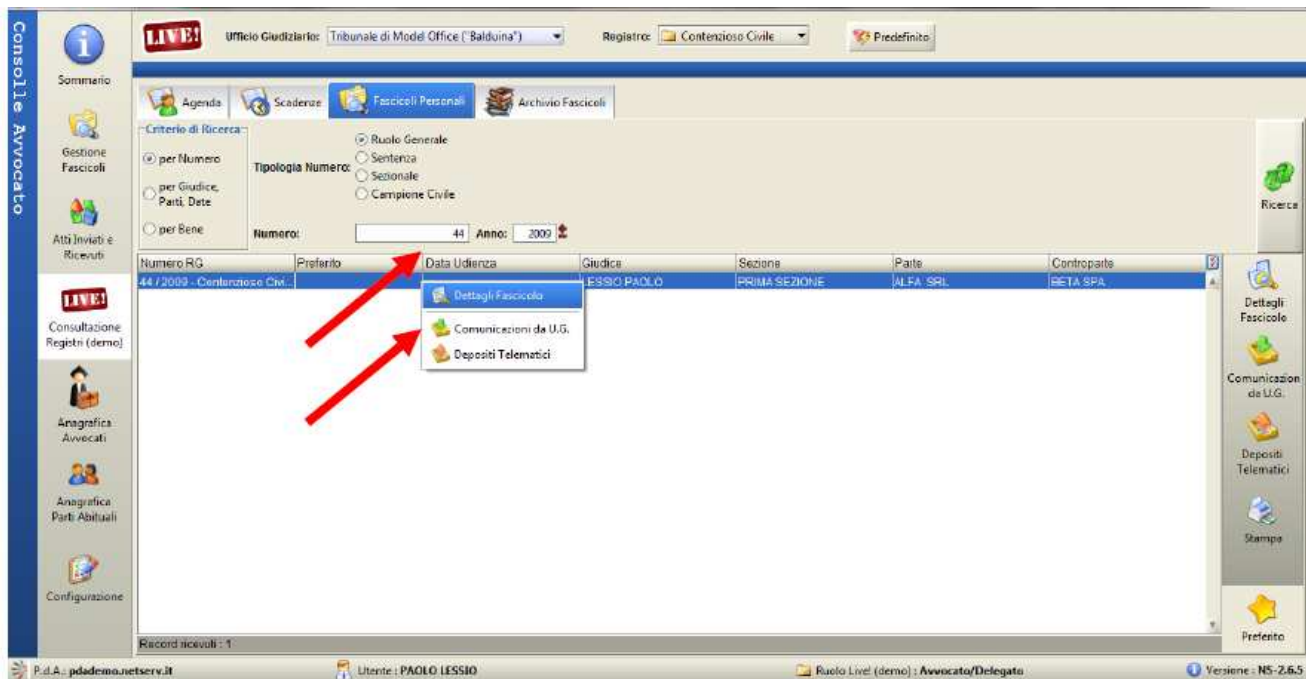 Consolle Avvocato
LIVE!
Ufficio Giudiziario: Tribunale di Model Office ("Balduina")
Registro: Contenzioso Civile
Predefinito
Sommario
Gestione
Fascicoli
Atti Inviati e
Ricevuti
LIVE!
Consultazione
Registri (demo)
Anagrafica
Avvocati
Anagrafica
Parti Abituali
Configurazione
Agenda
Scadenze
Fascicoli Personali
Archivio Fascicoli
Criterio di Ricerca
per Numero
per Giudice,
Parti, Date
per Bene
Tipologia Numero:
Ruolo Generale
Sentenza
Sezionale
Campione Civile
Numero: 44 Anno: 2009
Ricerca
Numero RG Preferito Data Udienza Giudice Sezione Parte Controparte
44 / 2009 - Contenzioso Civi... LESSIO PAOLO PRIMA SEZIONE ALFA SRL BETA SPA
Dettagli Fascicolo
Comunicazioni da U.G.
Depositi Telematici
Dettagli
Fascicolo
Comunicazion
da U.G.
Depositi
Telematici
Stampa
Preferito
Record ricevuti : 1
P.d.A.: pdademo.netserv.it
Utente : PAOLO LESSIO
Ruolo Live! (demo) : Avvocato/Delegato
Versione : NS-2.6.5